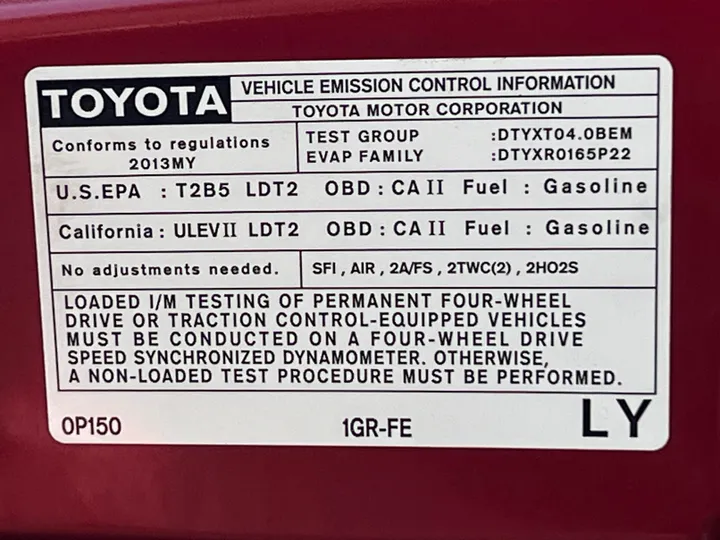 TOYOTA VEHICLE EMISSION CONTROL INFORMATION
TOYOTA MOTOR CORPORATION
Conforms to regulations
2013MY
TEST GROUP :DTYXT04.0BEM
EVAP FAMILY :DTYXR0165P22
U.S.EPA : T2B5 LDT2 OBD : CA II Fuel : Gasoline
California : ULEV II LDT2 OBD : CA II Fuel : Gasoline
No adjustments needed. SFI , AIR , 2A/FS , 2TWC(2) , 2HO2S
LOADED I/M TESTING OF PERMANENT FOUR-WHEEL
DRIVE OR TRACTION CONTROL-EQUIPPED VEHICLES
MUST BE CONDUCTED ON A FOUR-WHEEL DRIVE
SPEED SYNCHRONIZED DYNAMOMETER. OTHERWISE,
A NON-LOADED TEST PROCEDURE MUST BE PERFORMED.
0P150 1GR-FE LY